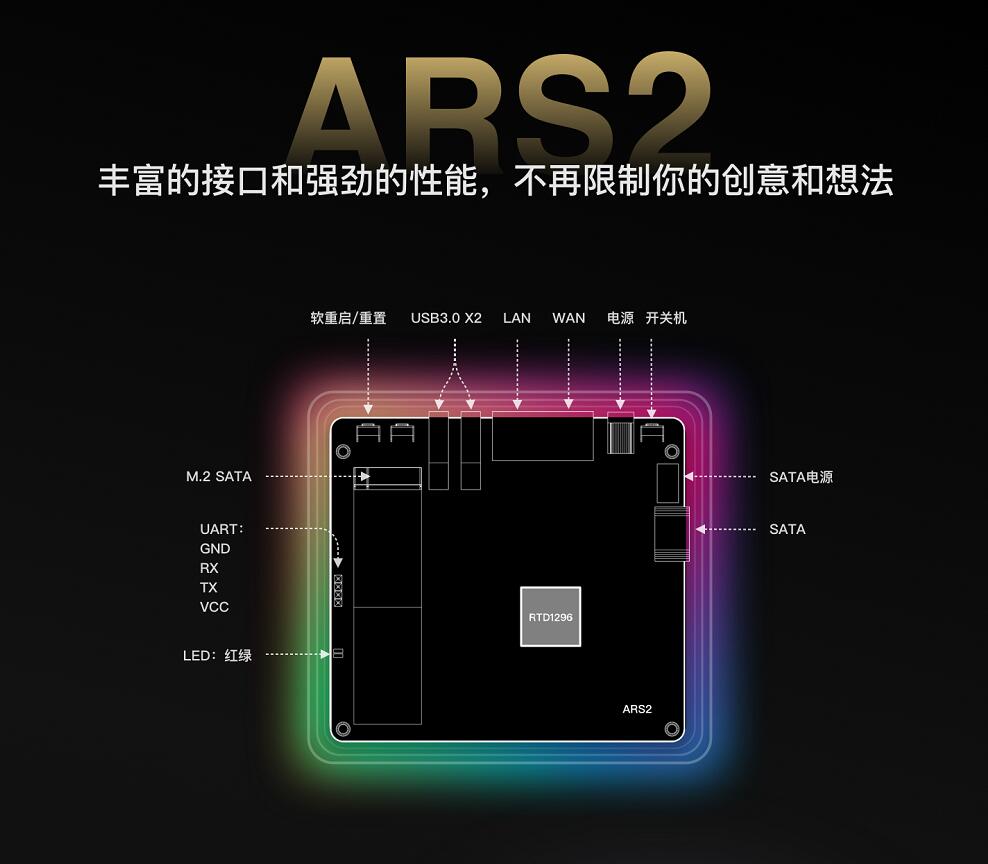 ARS2
丰富的接口和强劲的性能，不再限制你的创意和想法
软重启/重置 USB3.0 X2 LAN WAN 电源 开关机
M.2 SATA
SATA电源
UART：
GND
RX
TX
VCC
SATA
RTD1296
LED：红绿
ARS2